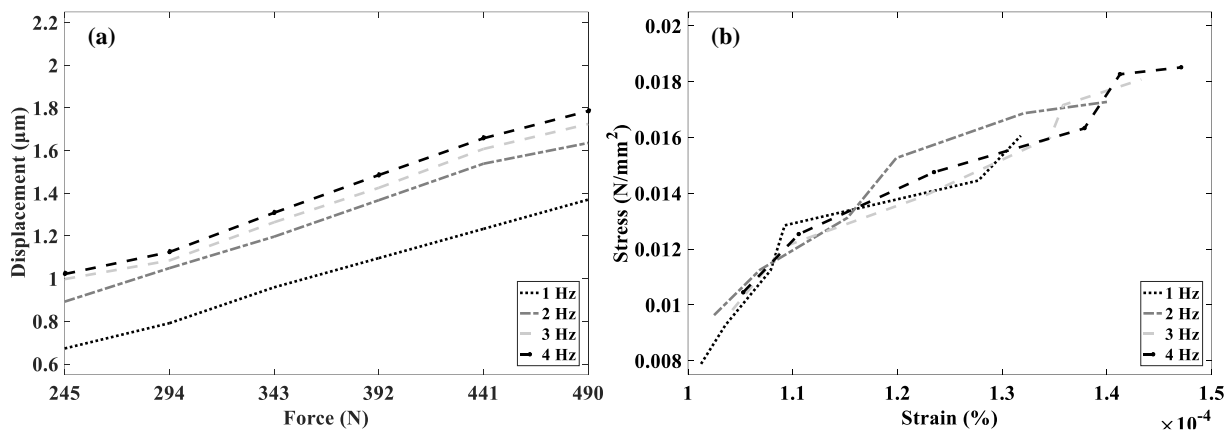 (a)
Displacement (μm)
2.2
2
1.8
1.6
1.4
1.2
1
0.8
0.6
245 294 343 392 441 490
Force (N)
1 Hz
2 Hz
3 Hz
4 Hz
(b)
Stress (N/mm²)
0.02
0.018
0.016
0.014
0.012
0.01
0.008
1 1.1 1.2 1.3 1.4 1.5
Strain (%)
×10⁻⁴
1 Hz
2 Hz
3 Hz
4 Hz